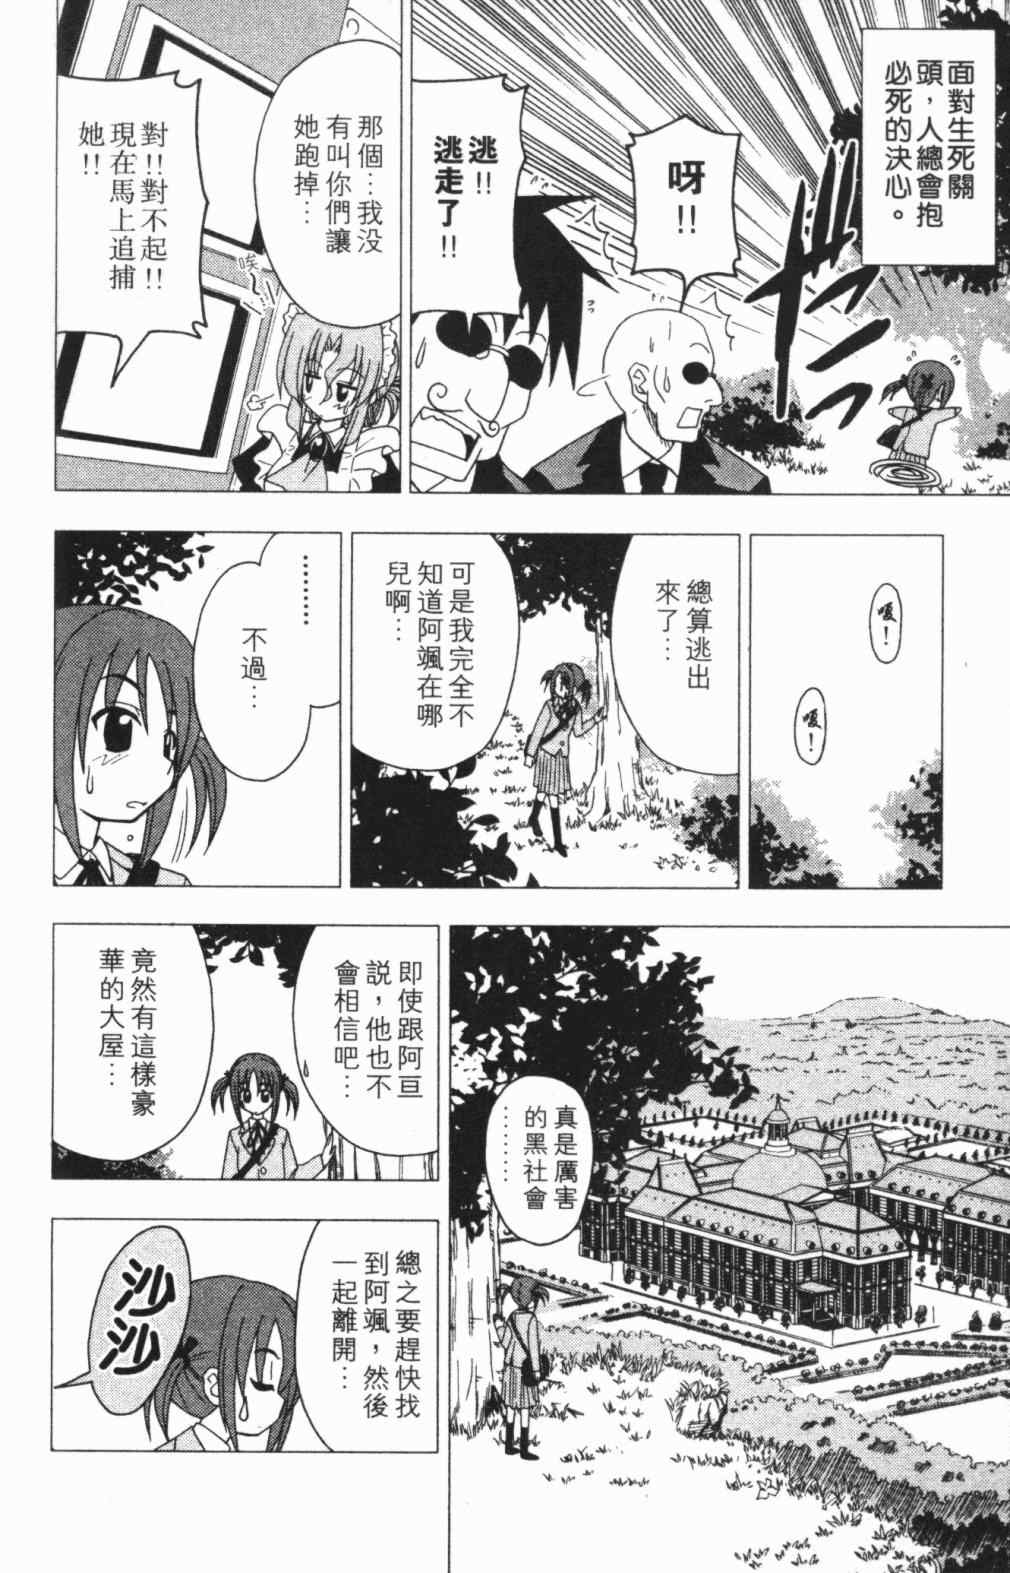 面對生死關
頭，人總會抱
必死的決心。
呀
!!
逃!!
逃走了!!
那個…我没
有叫你們讓
她跑掉…
唉～
對!!對不起!!
現在馬上追捕
她!!
嗄！
嗄！
總算逃出
來了…
可是我完全不
知道阿颯在哪
兒啊…
………
不過…
真是厲害
的黑社會
………
即使跟阿亘
説，他也不
會相信吧…
竟然有這樣豪
華的大屋…
總之要趕快找
到阿颯，然後
一起離開…
沙
沙